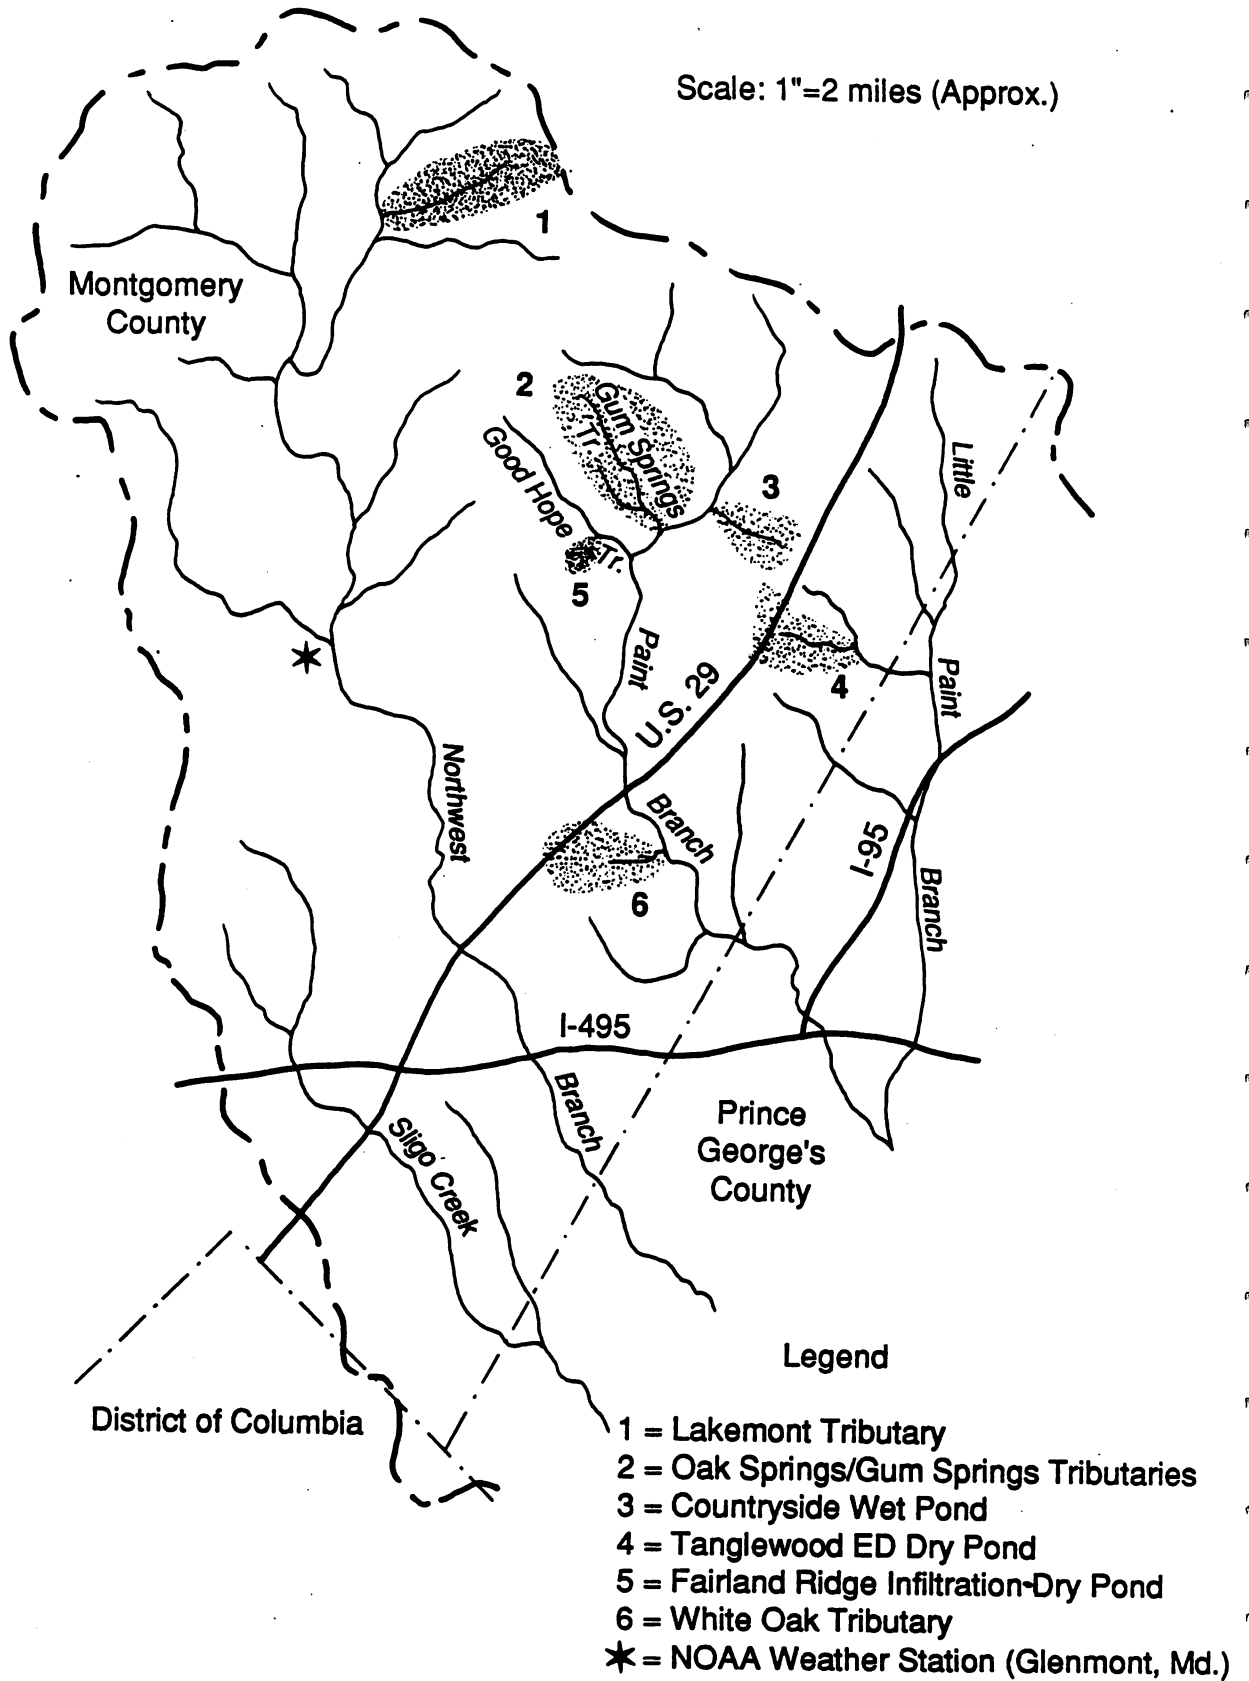 Scale: 1"=2 miles (Approx.)
1
Montgomery
County
2
Gum Springs
Tr.
Good Hope
Tr.
3
Little
5
Paint
U.S. 29
4
Paint
Northwest
Branch
I-95
Branch
6
I-495
Branch
Sligo Creek
Prince
George's
County
District of Columbia
Legend
1 = Lakemont Tributary
2 = Oak Springs/Gum Springs Tributaries
3 = Countryside Wet Pond
4 = Tanglewood ED Dry Pond
5 = Fairland Ridge Infiltration-Dry Pond
6 = White Oak Tributary
✶ = NOAA Weather Station (Glenmont, Md.)